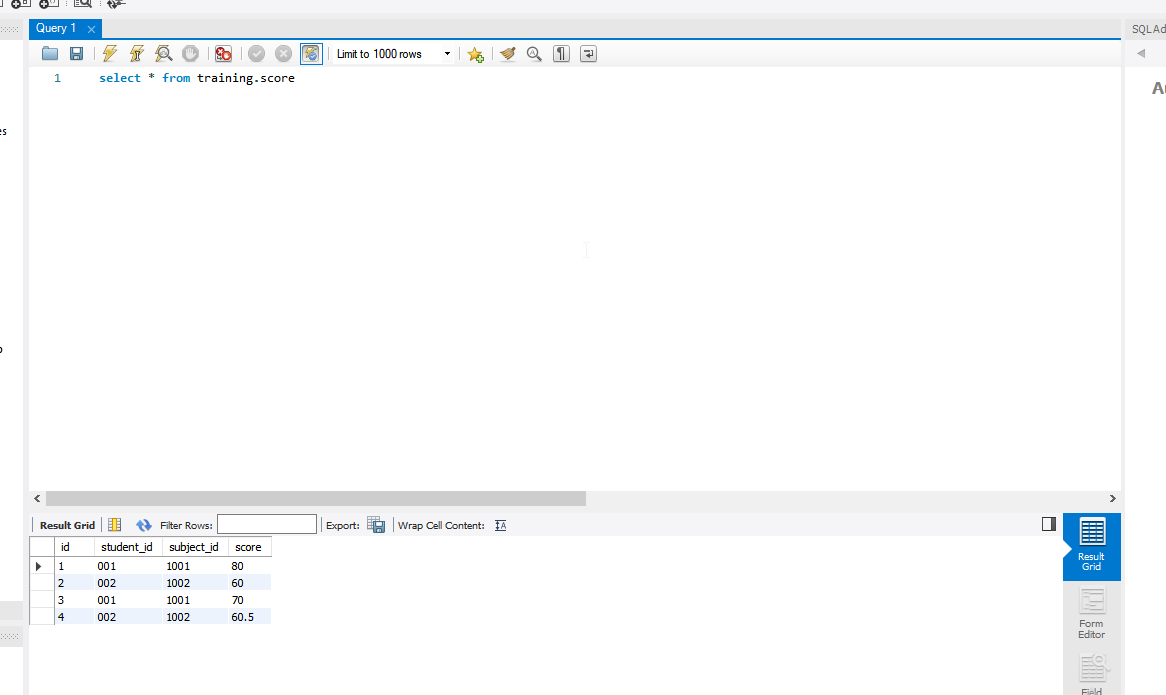 Query 1
SQLAd
Limit to 1000 rows
1 select * from training.score
Au
es
Result Grid Filter Rows: Export: Wrap Cell Content:
id student_id subject_id score
1 001 1001 80
2 002 1002 60
3 001 1001 70
4 002 1002 60.5
Result
Grid
Form
Editor
Field